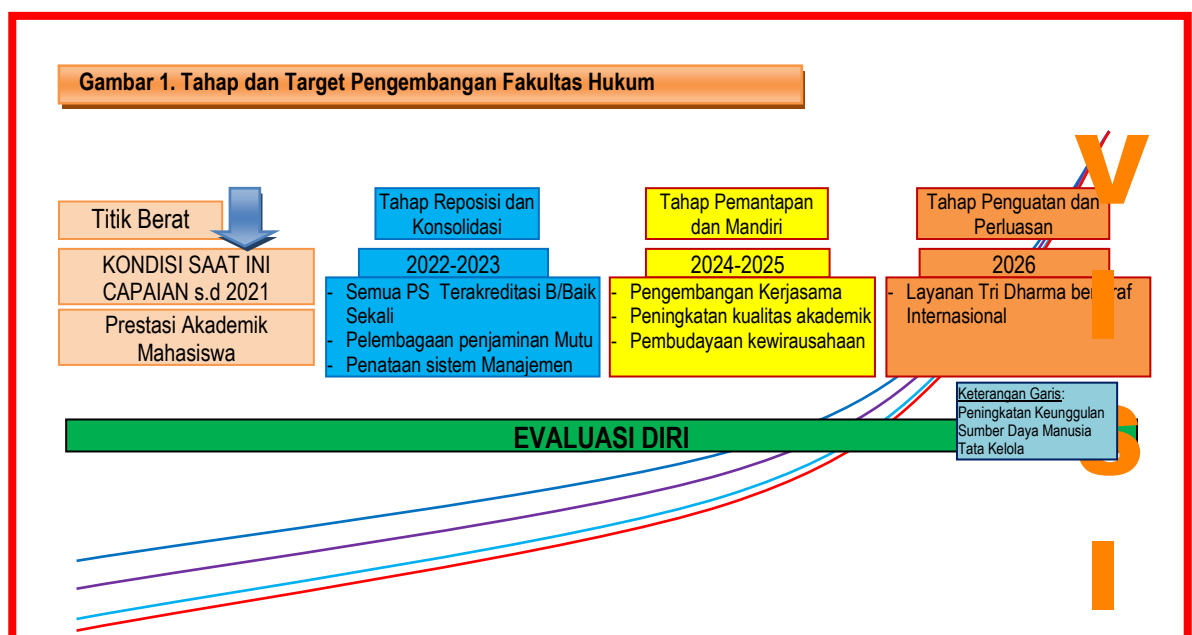 Gambar 1. Tahap dan Target Pengembangan Fakultas Hukum
Titik Berat
KONDISI SAAT INI
CAPAIAN s.d 2021
Prestasi Akademik
Mahasiswa
Tahap Reposisi dan
Konsolidasi
2022-2023
- Semua PS Terakreditasi B/Baik
Sekali
- Pelembagaan penjaminan Mutu
- Penataan sistem Manajemen
Tahap Pemantapan
dan Mandiri
2024-2025
- Pengembangan Kerjasama
- Peningkatan kualitas akademik
- Pembudayaan kewirausahaan
Tahap Penguatan dan
Perluasan
2026
- Layanan Tri Dharma
Internasional
EVALUASI DIRI
Keterangan Garis:
Peningkatan Keunggulan
Sumber Daya Manusia
Tata Kelola
V
I
S
I